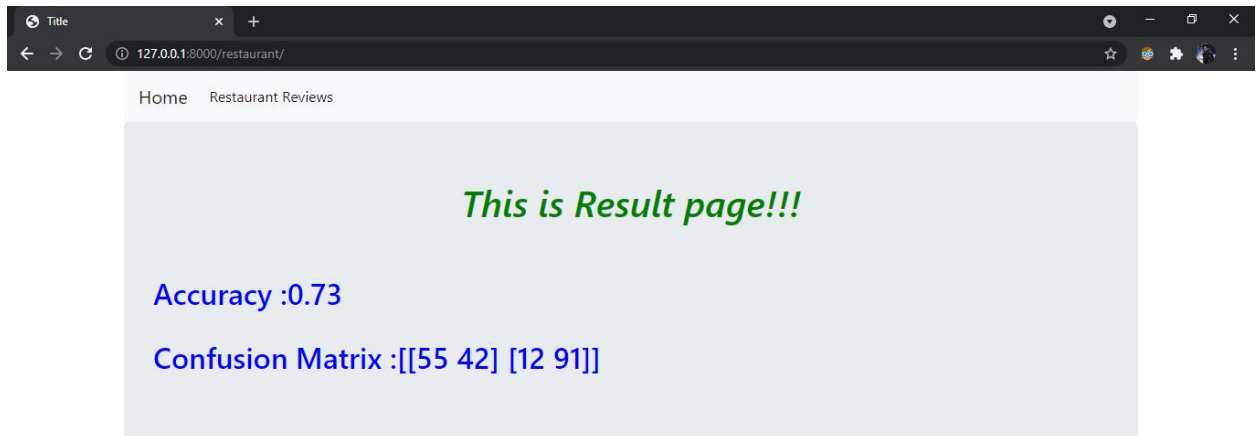 Title
127.0.0.1:8000/restaurant/
Home Restaurant Reviews
This is Result page!!!
Accuracy :0.73
Confusion Matrix :[[55 42] [12 91]]